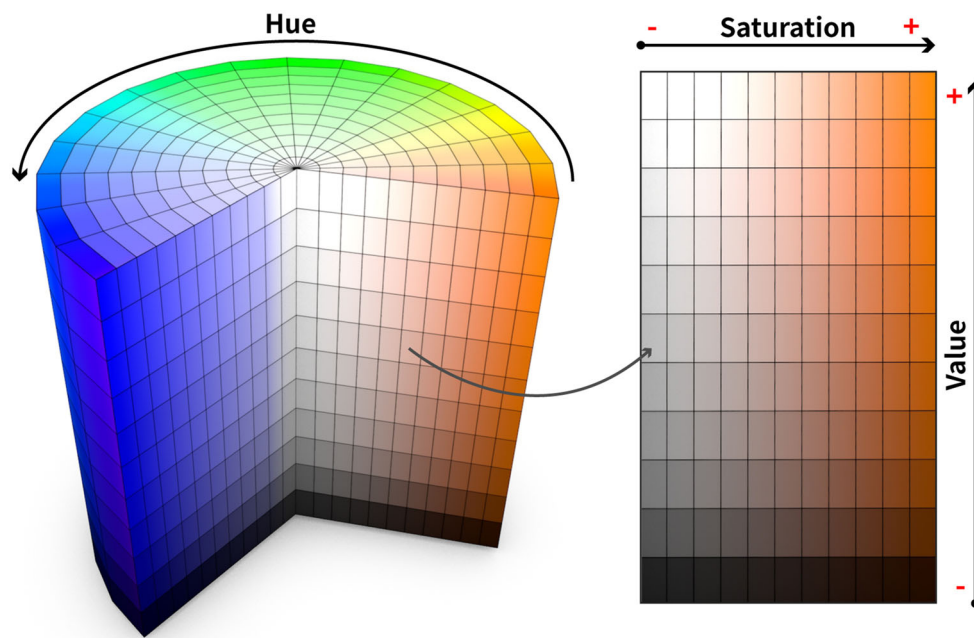 Hue
- Saturation +
+
Value
-